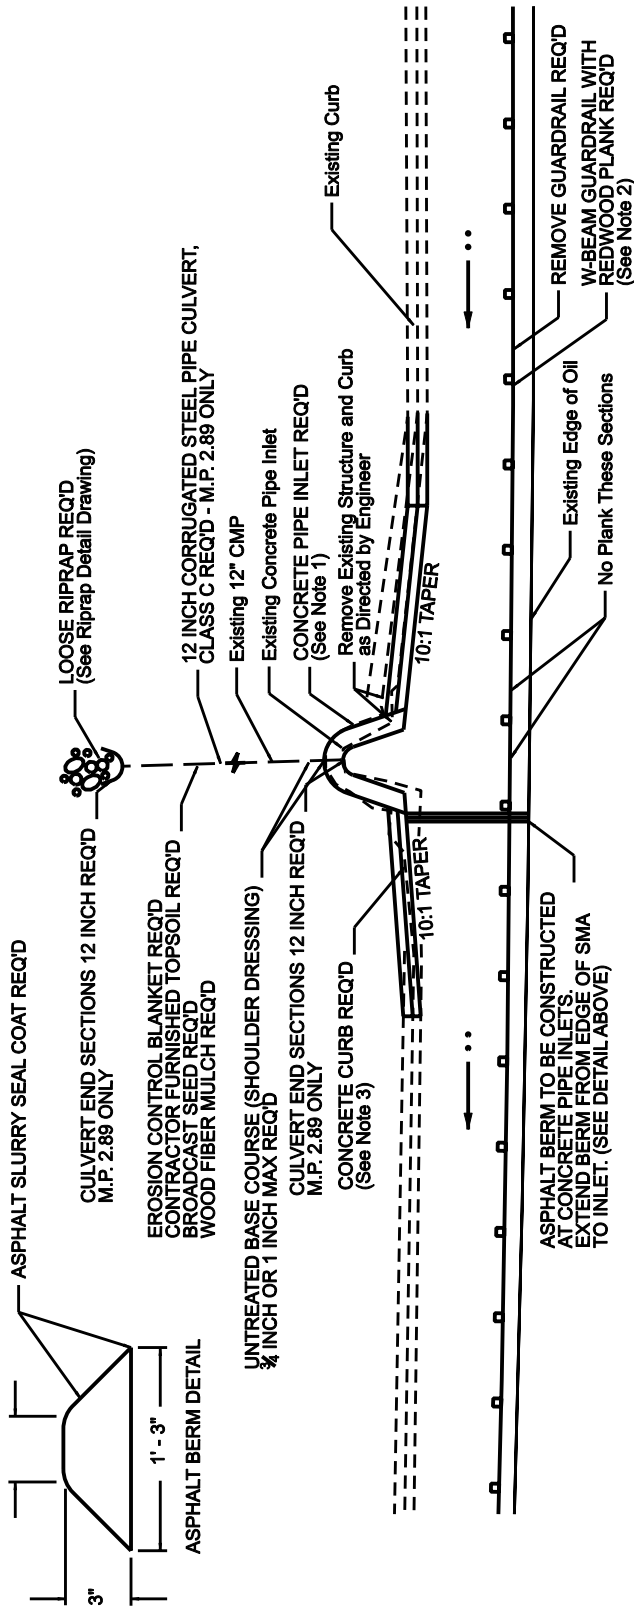 ASPHALT SLURRY SEAL COAT REQ'D
3"
1' - 3"
ASPHALT BERM DETAIL
LOOSE RIPRAP REQ'D
(See Riprap Detail Drawing)
CULVERT END SECTIONS 12 INCH REQ'D
M.P. 2.89 ONLY
12 INCH CORRUGATED STEEL PIPE CULVERT,
CLASS C REQ'D - M.P. 2.89 ONLY
EROSION CONTROL BLANKET REQ'D
CONTRACTOR FURNISHED TOPSOIL REQ'D
BROADCAST SEED REQ'D
WOOD FIBER MULCH REQ'D
Existing 12" CMP
Existing Concrete Pipe Inlet
UNTREATED BASE COURSE (SHOULDER DRESSING)
¾ INCH OR 1 INCH MAX REQ'D
CONCRETE PIPE INLET REQ'D
(See Note 1)
CULVERT END SECTIONS 12 INCH REQ'D
M.P. 2.89 ONLY
Remove Existing Structure and Curb
as Directed by Engineer
Existing Curb
CONCRETE CURB REQ'D
(See Note 3)
10:1 TAPER
10:1 TAPER
REMOVE GUARDRAIL REQ'D
W-BEAM GUARDRAIL WITH
REDWOOD PLANK REQ'D
(See Note 2)
Existing Edge of Oil
No Plank These Sections
ASPHALT BERM TO BE CONSTRUCTED
AT CONCRETE PIPE INLETS.
EXTEND BERM FROM EDGE OF SMA
TO INLET. (SEE DETAIL ABOVE)